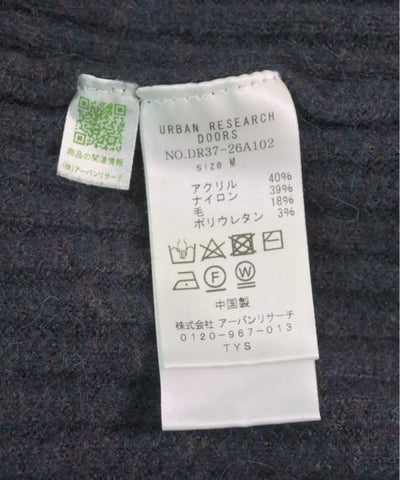 商品の関連情報
(株)アーバンリサーチ
URBAN RESEARCH
DOORS
NO.DR37-26A102
size M
アクリル 40%
ナイロン 39%
毛 18%
ポリウレタン 3%
F W
中国製
株式会社 アーバンリサーチ
0120-967-013
TYS